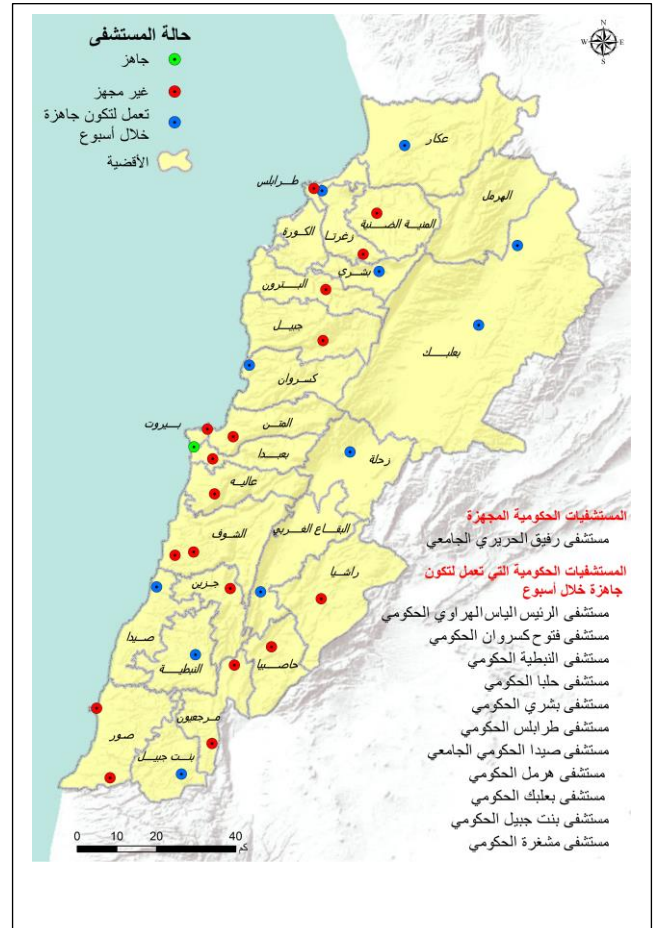 حالة المستشفى
جاهز
غير مجهز
تعمل لتكون جاهزة
خلال أسبوع
الأقضية
N
W E
S
عكار
طرابلس
الهرمل
المنية الضنية
زغرتا
الكورة
بشري
البترون
جبيل
بعلبك
كسروان
المتن
بيروت
بعبدا
زحلة
عاليه
البقاع الغربي
الشوف
راشيا
جزين
صيدا
النبطية
حاصبيا
مرجعيون
صور
بنت جبيل
المستشفيات الحكومية المجهزة
مستشفى رفيق الحريري الجامعي
المستشفيات الحكومية التي تعمل لتكون
جاهزة خلال أسبوع
مستشفى الرئيس الياس الهراوي الحكومي
مستشفى فتوح كسروان الحكومي
مستشفى النبطية الحكومي
مستشفى حلبا الحكومي
مستشفى بشري الحكومي
مستشفى طرابلس الحكومي
مستشفى صيدا الحكومي الجامعي
مستشفى هرمل الحكومي
مستشفى بعلبك الحكومي
مستشفى بنت جبيل الحكومي
مستشفى مشغرة الحكومي
0 10 20 40
كم